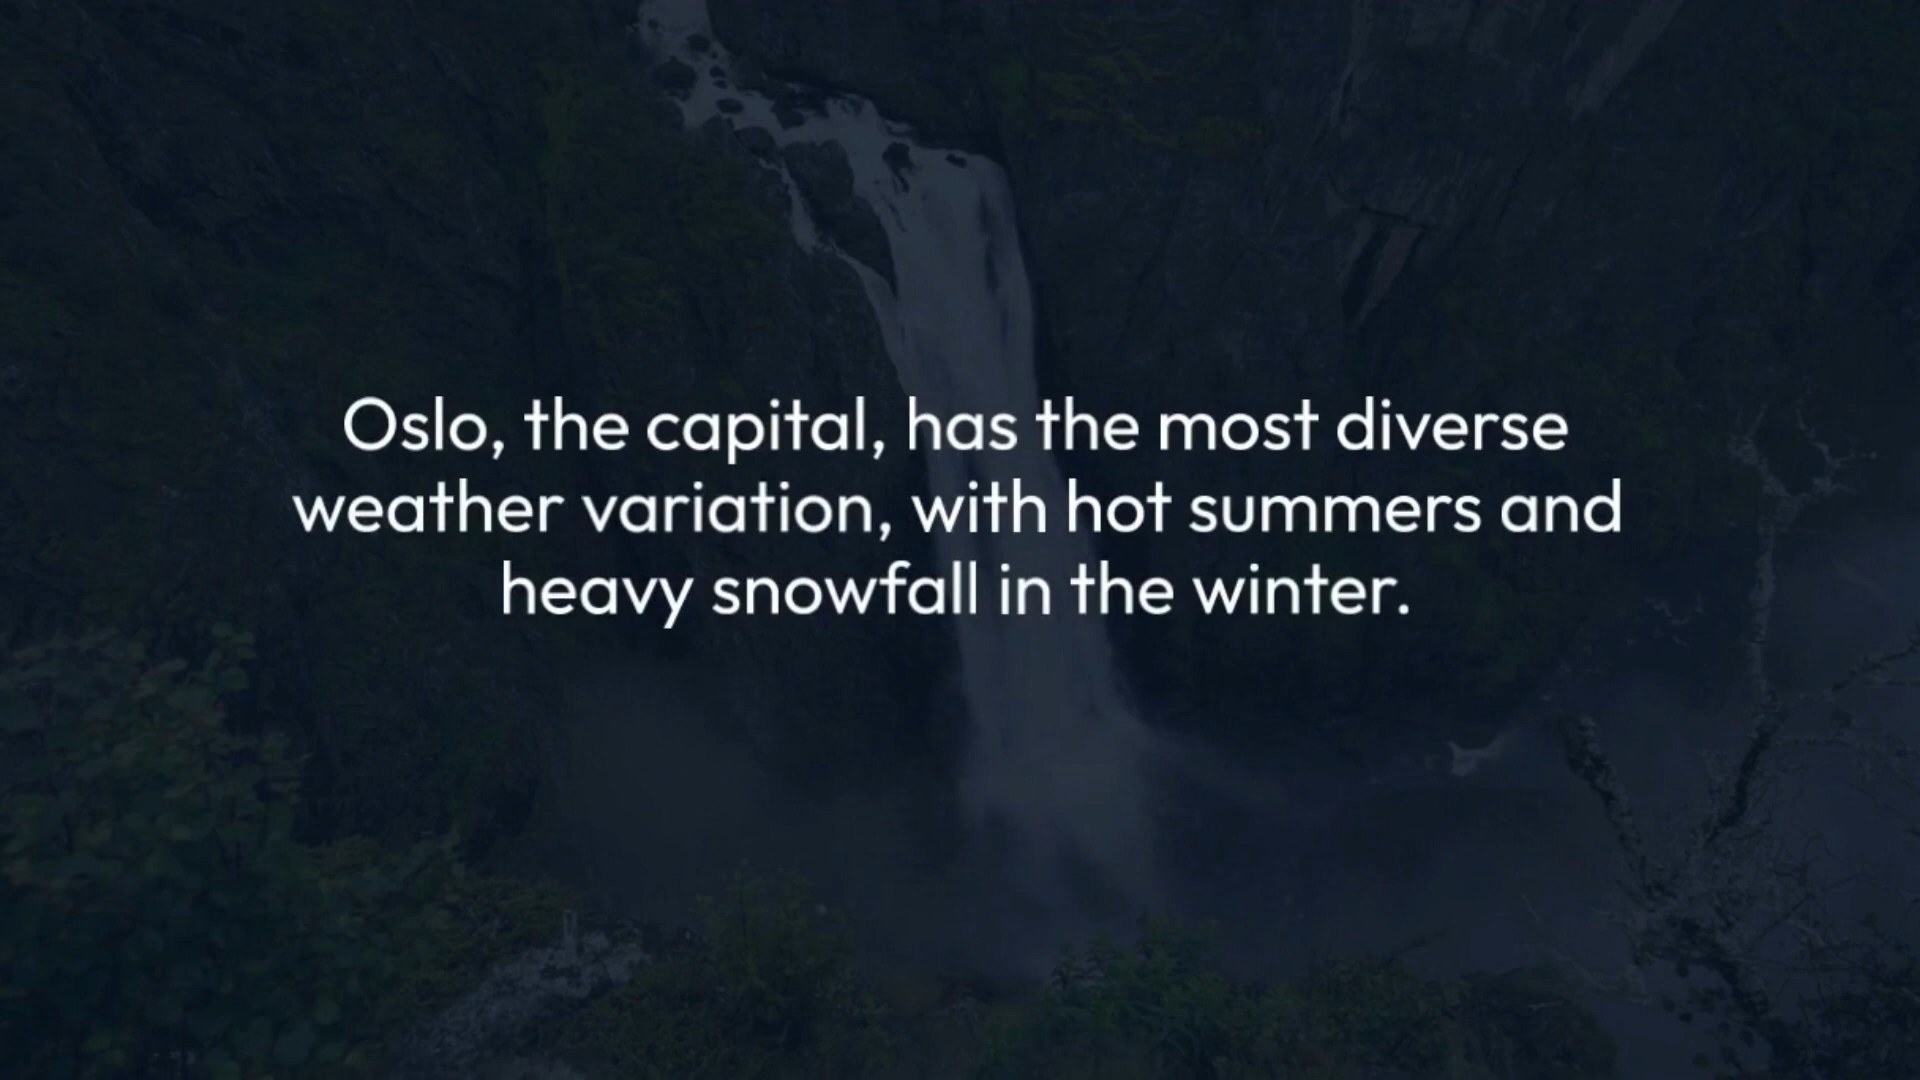 Oslo, the capital, has the most diverse
weather variation, with hot summers and
heavy snowfall in the winter.